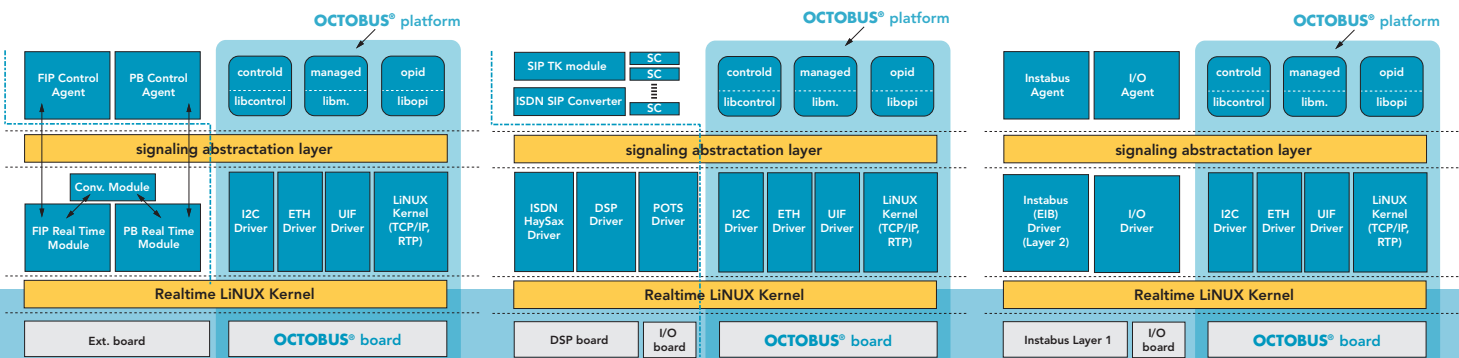 OCTOBUS® platform
FIP Control
Agent
PB Control
Agent
controld
libcontrol
managed
libm.
opid
libopi
signaling abstractation layer
Conv. Module
FIP Real Time
Module
PB Real Time
Module
I2C
Driver
ETH
Driver
UIF
Driver
LiNUX
Kernel
(TCP/IP,
RTP)
Realtime LiNUX Kernel
Ext. board
OCTOBUS® board
OCTOBUS® platform
SIP TK module
ISDN SIP Converter
SC
SC
SC
controld
libcontrol
managed
libm.
opid
libopi
signaling abstractation layer
ISDN
HaySax
Driver
DSP
Driver
POTS
Driver
I2C
Driver
ETH
Driver
UIF
Driver
LiNUX
Kernel
(TCP/IP,
RTP)
Realtime LiNUX Kernel
DSP board
I/O
board
OCTOBUS® board
OCTOBUS® platform
Instabus
Agent
I/O
Agent
controld
libcontrol
managed
libm.
opid
libopi
signaling abstractation layer
Instabus
(EIB)
Driver
(Layer 2)
I/O
Driver
I2C
Driver
ETH
Driver
UIF
Driver
LiNUX
Kernel
(TCP/IP,
RTP)
Realtime LiNUX Kernel
Instabus Layer 1
I/O
board
OCTOBUS® board